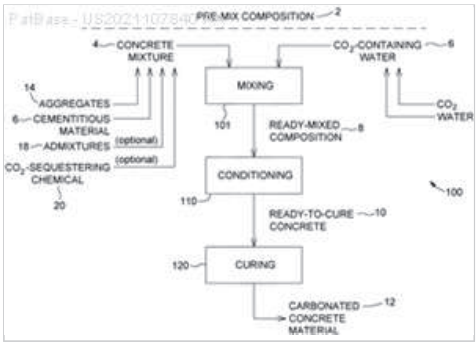 PatBase - US2021107840
PRE-MIX COMPOSITION 2
4 CONCRETE
MIXTURE
CO₂-CONTAINING 6
WATER
MIXING
101
14
AGGREGATES
6
CEMENTITIOUS
MATERIAL
18 ADMIXTURES
(optional)
CO₂-SEQUESTERING
CHEMICAL
(optional)
20
CO₂
WATER
READY-MIXED 8
COMPOSITION
CONDITIONING
110
100
READY-TO-CURE 10
CONCRETE
120
CURING
CARBONATED 12
CONCRETE
MATERIAL